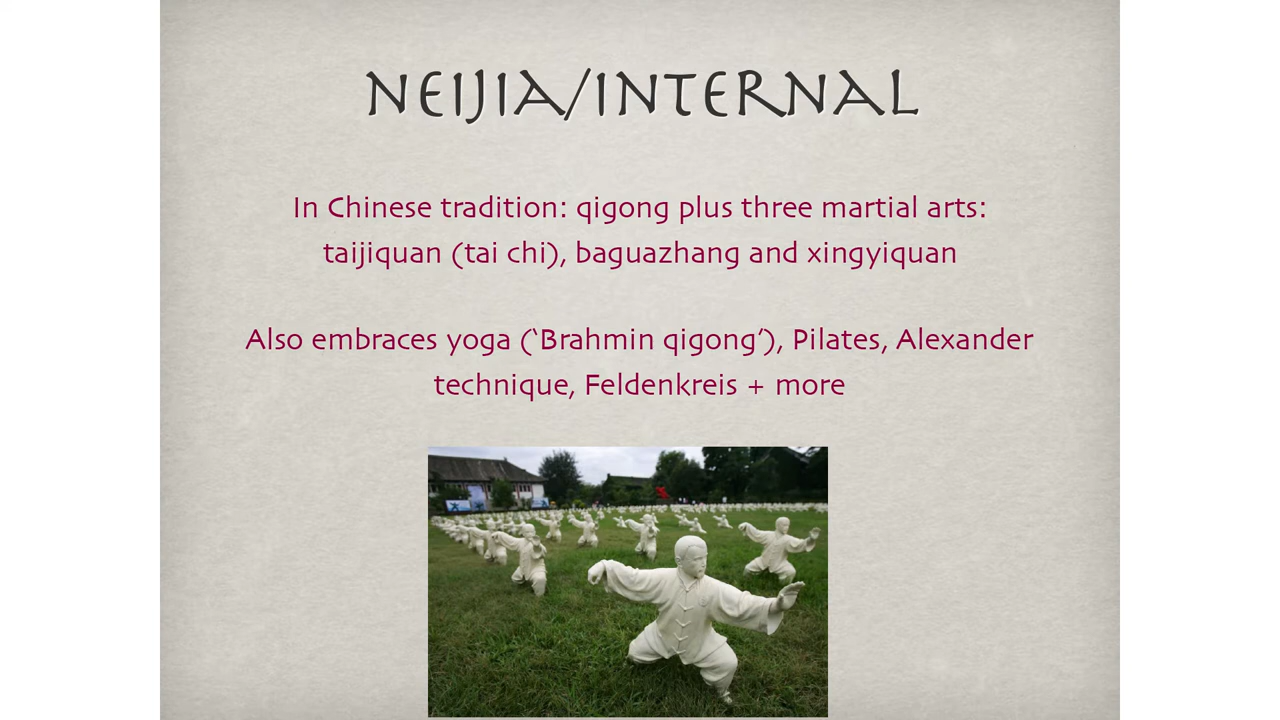 NEIJIA/INTERNAL
In Chinese tradition: qigong plus three martial arts:
taijiquan (tai chi), baguazhang and xingyiquan
Also embraces yoga (‘Brahmin qigong’), Pilates, Alexander
technique, Feldenkreis + more